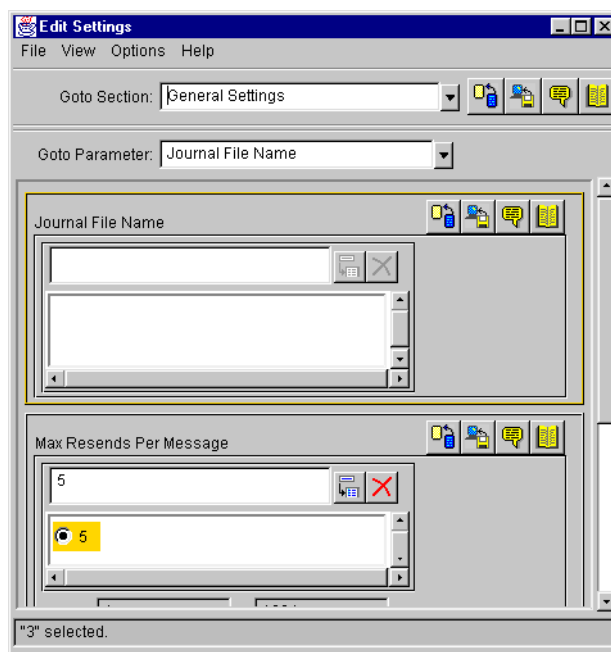 Edit Settings
File View Options Help
Goto Section: General Settings
Goto Parameter: Journal File Name
Journal File Name
Max Resends Per Message
5
5
"3" selected.